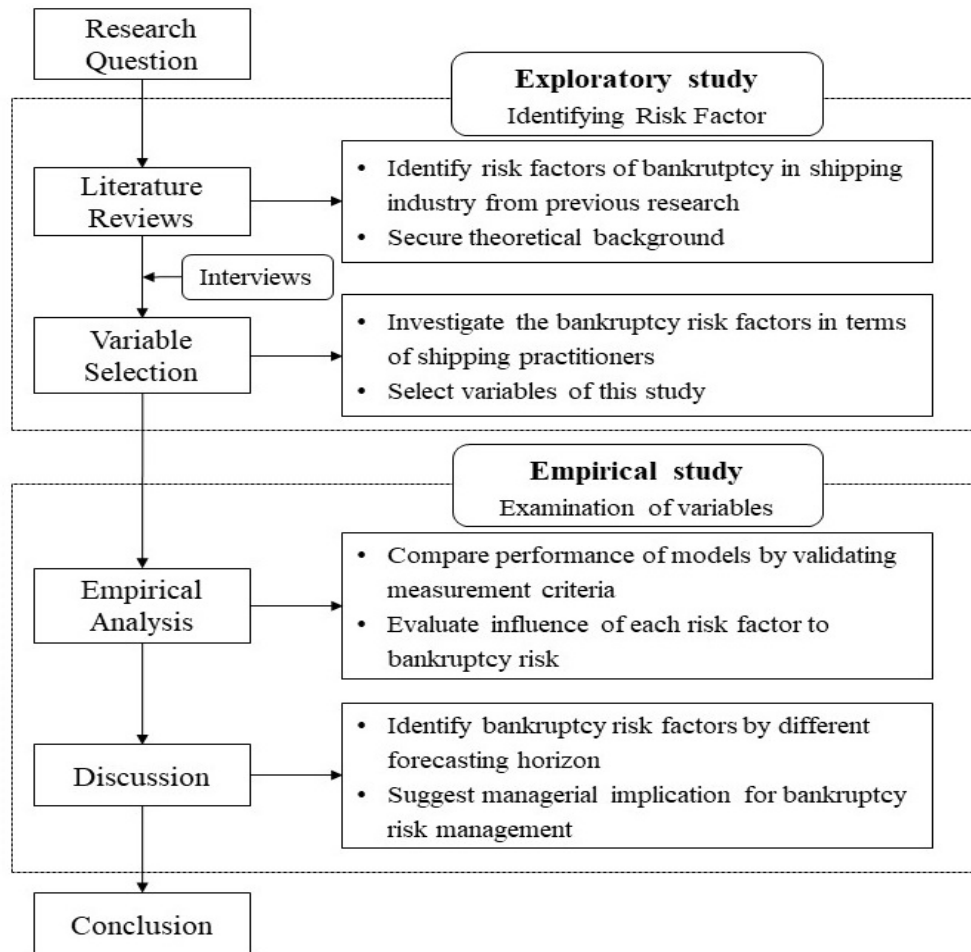 Research
Question
Exploratory study
Identifying Risk Factor
Literature
Reviews
• Identify risk factors of bankrutptcy in shipping
industry from previous research
• Secure theoretical background
Interviews
Variable
Selection
• Investigate the bankruptcy risk factors in terms
of shipping practitioners
• Select variables of this study
Empirical study
Examination of variables
Empirical
Analysis
• Compare performance of models by validating
measurement criteria
• Evaluate influence of each risk factor to
bankruptcy risk
Discussion
• Identify bankruptcy risk factors by different
forecasting horizon
• Suggest managerial implication for bankruptcy
risk management
Conclusion